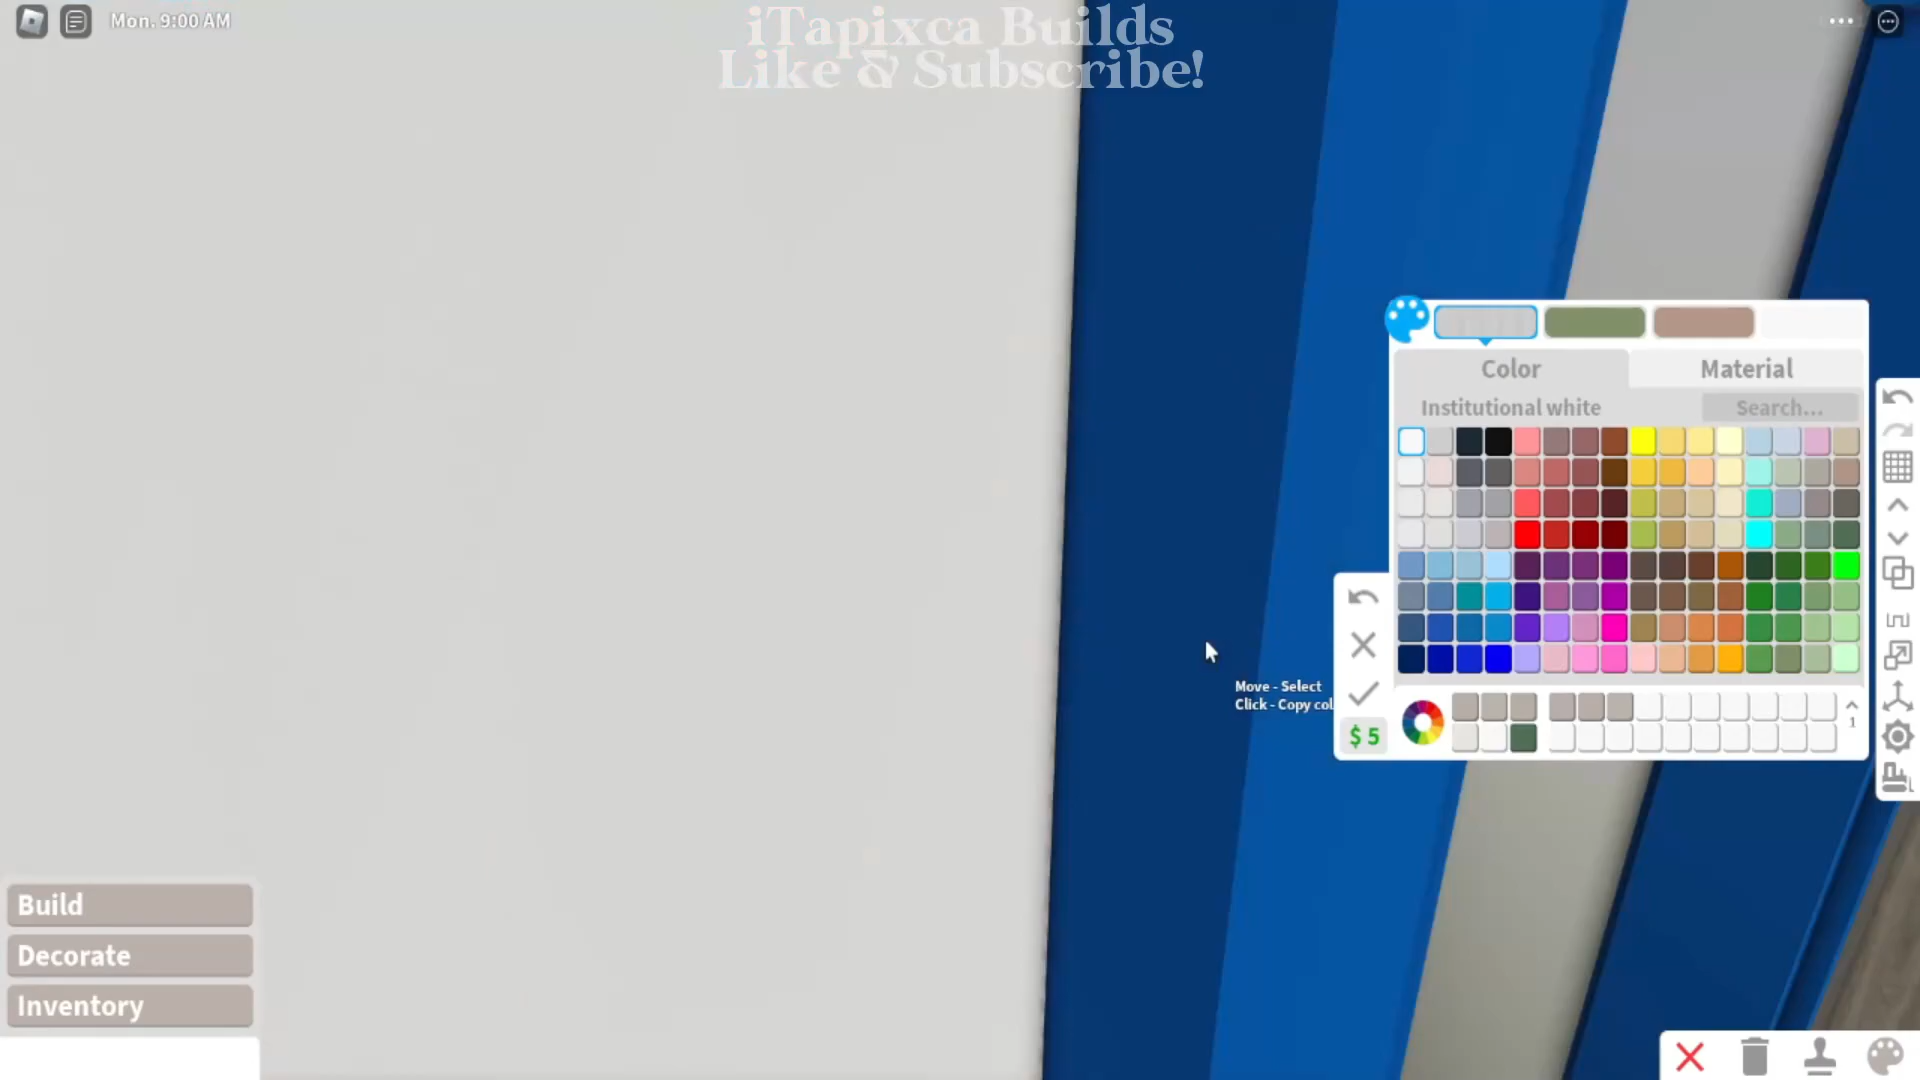 Mon. 9:00 AM
iTapixca Builds
Like & Subscribe!
Color
Material
Institutional white
Search...
Move - Select
Click - Copy col
$ 5
1
Build
Decorate
Inventory